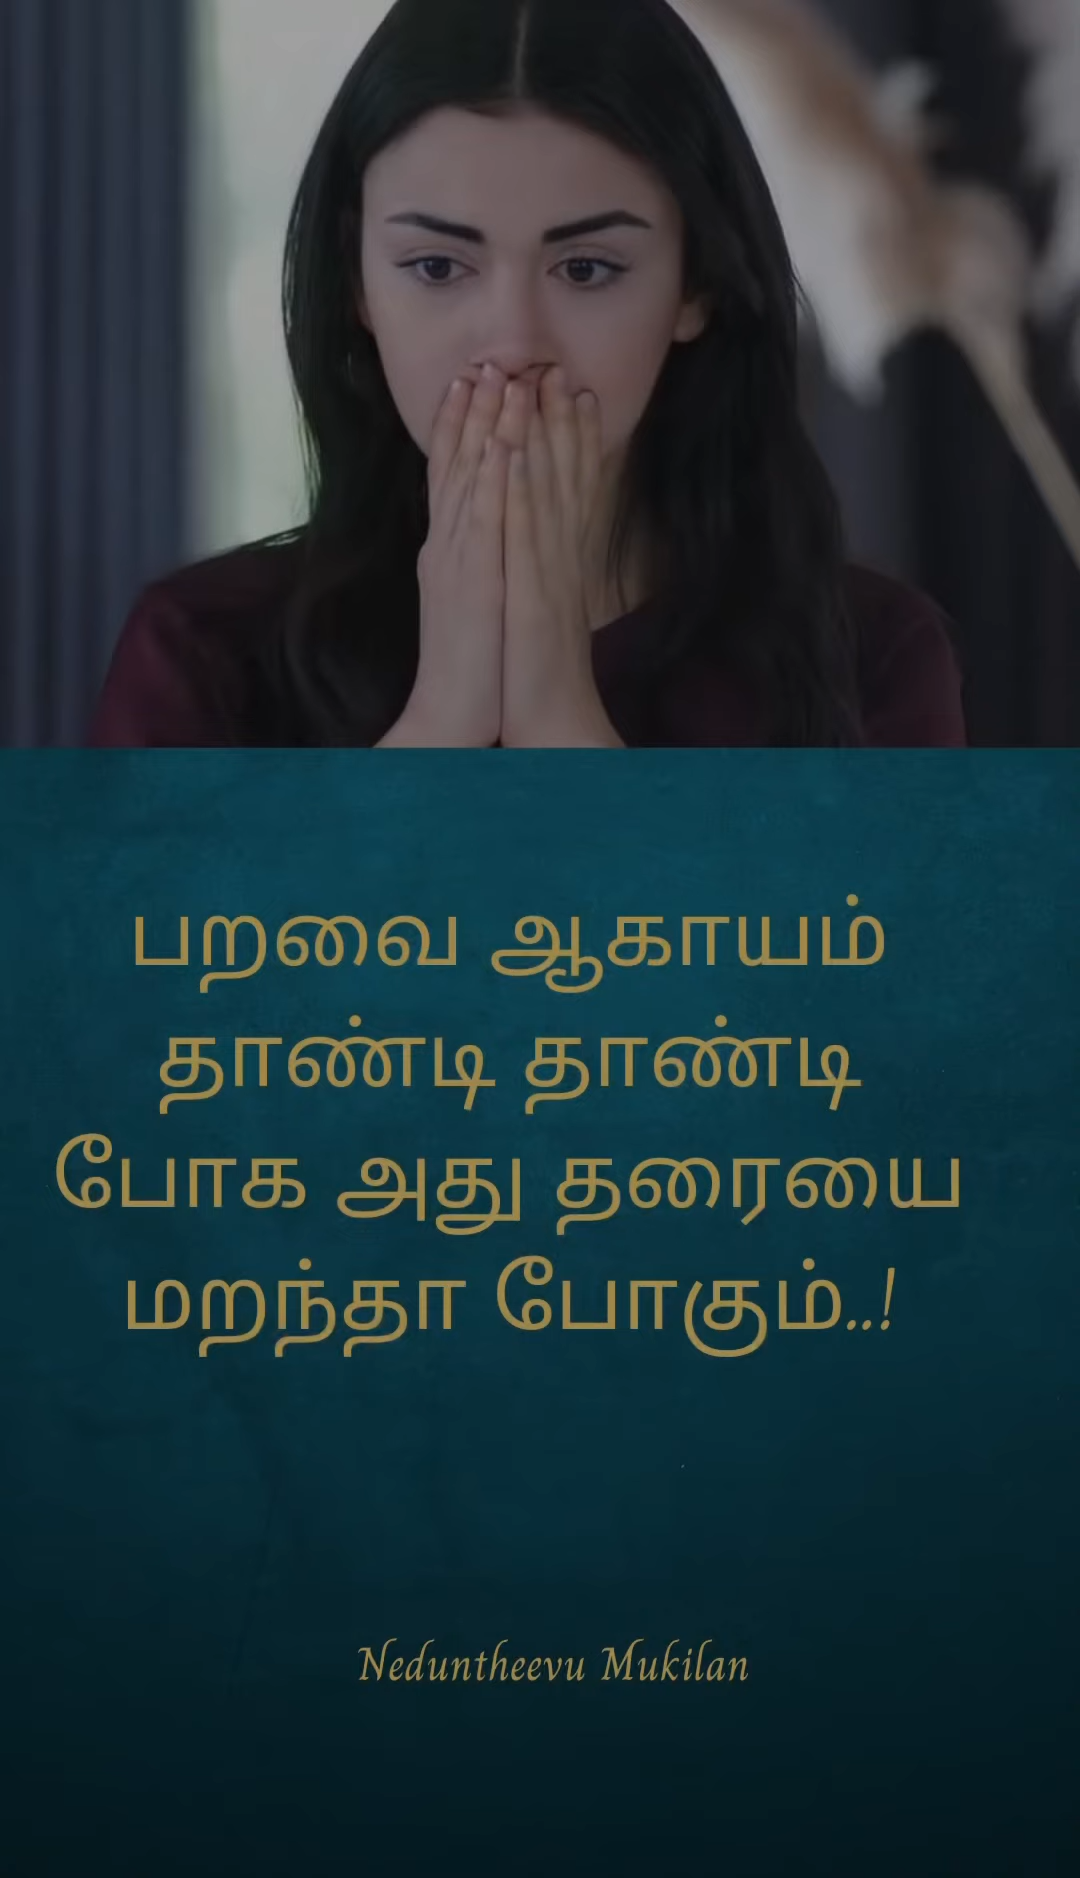 பறவை ஆகாயம்
தாண்டி தாண்டி
போக அது தரையை
மறந்தா போகும்..!
Neduntheevu Mukilan